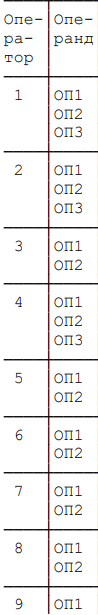 Опе- Опе-
ра- ранд
тор
1 ОП1
ОП2
ОП3
2 ОП1
ОП2
ОП3
3 ОП1
ОП2
4 ОП1
ОП2
ОП3
5 ОП1
ОП2
6 ОП1
ОП2
7 ОП1
ОП2
8 ОП1
ОП2
9 ОП1